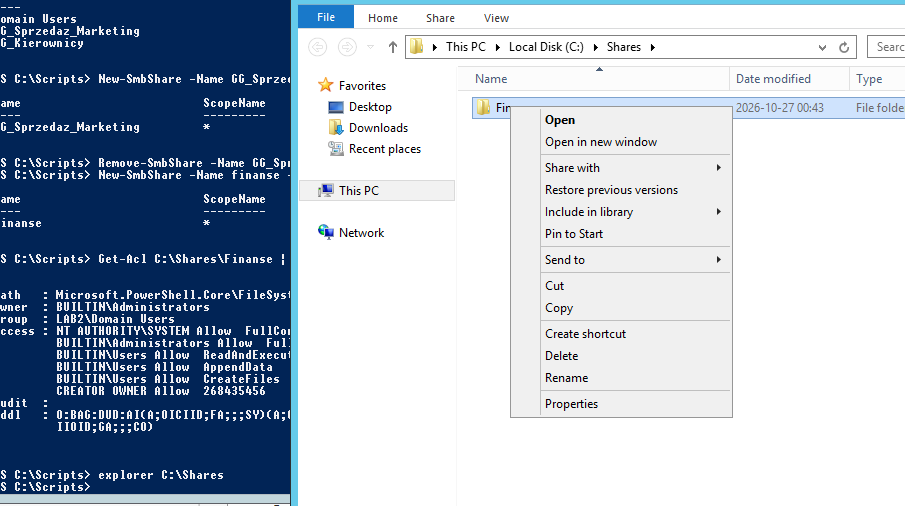 omain Users
G_Sprzedaz_Marketing
G_Kierownicy
S C:\Scripts> New-SmbShare -Name GG_Sprzed
ame ScopeName
--- ---------
G_Sprzedaz_Marketing *
S C:\Scripts> Remove-SmbShare -Name GG_Sp
S C:\Scripts> New-SmbShare -Name finanse -
ame ScopeName
--- ---------
inanse *
S C:\Scripts> Get-Acl C:\Shares\Finanse |
ath : Microsoft.PowerShell.Core\FileSyst
wner : BUILTIN\Administrators
roup : LAB2\Domain Users
ccess : NT AUTHORITY\SYSTEM Allow FullCon
BUILTIN\Administrators Allow Full
BUILTIN\Users Allow ReadAndExecut
BUILTIN\Users Allow AppendData
BUILTIN\Users Allow CreateFiles
CREATOR OWNER Allow 268435456
udit :
ddl : O:BAG:DUD:AI(A;OICIID;FA;;;SY)(A;
IIOID;GA;;;CO)
S C:\Scripts> explorer C:\Shares
S C:\Scripts>
File Home Share View
This PC Local Disk (C:) Shares
Searc
Favorites
Desktop
Downloads
Recent places
This PC
Network
Name Date modified Type
Fin 2026-10-27 00:43 File folde
Open
Open in new window
Share with
Restore previous versions
Include in library
Pin to Start
Send to
Cut
Copy
Create shortcut
Delete
Rename
Properties